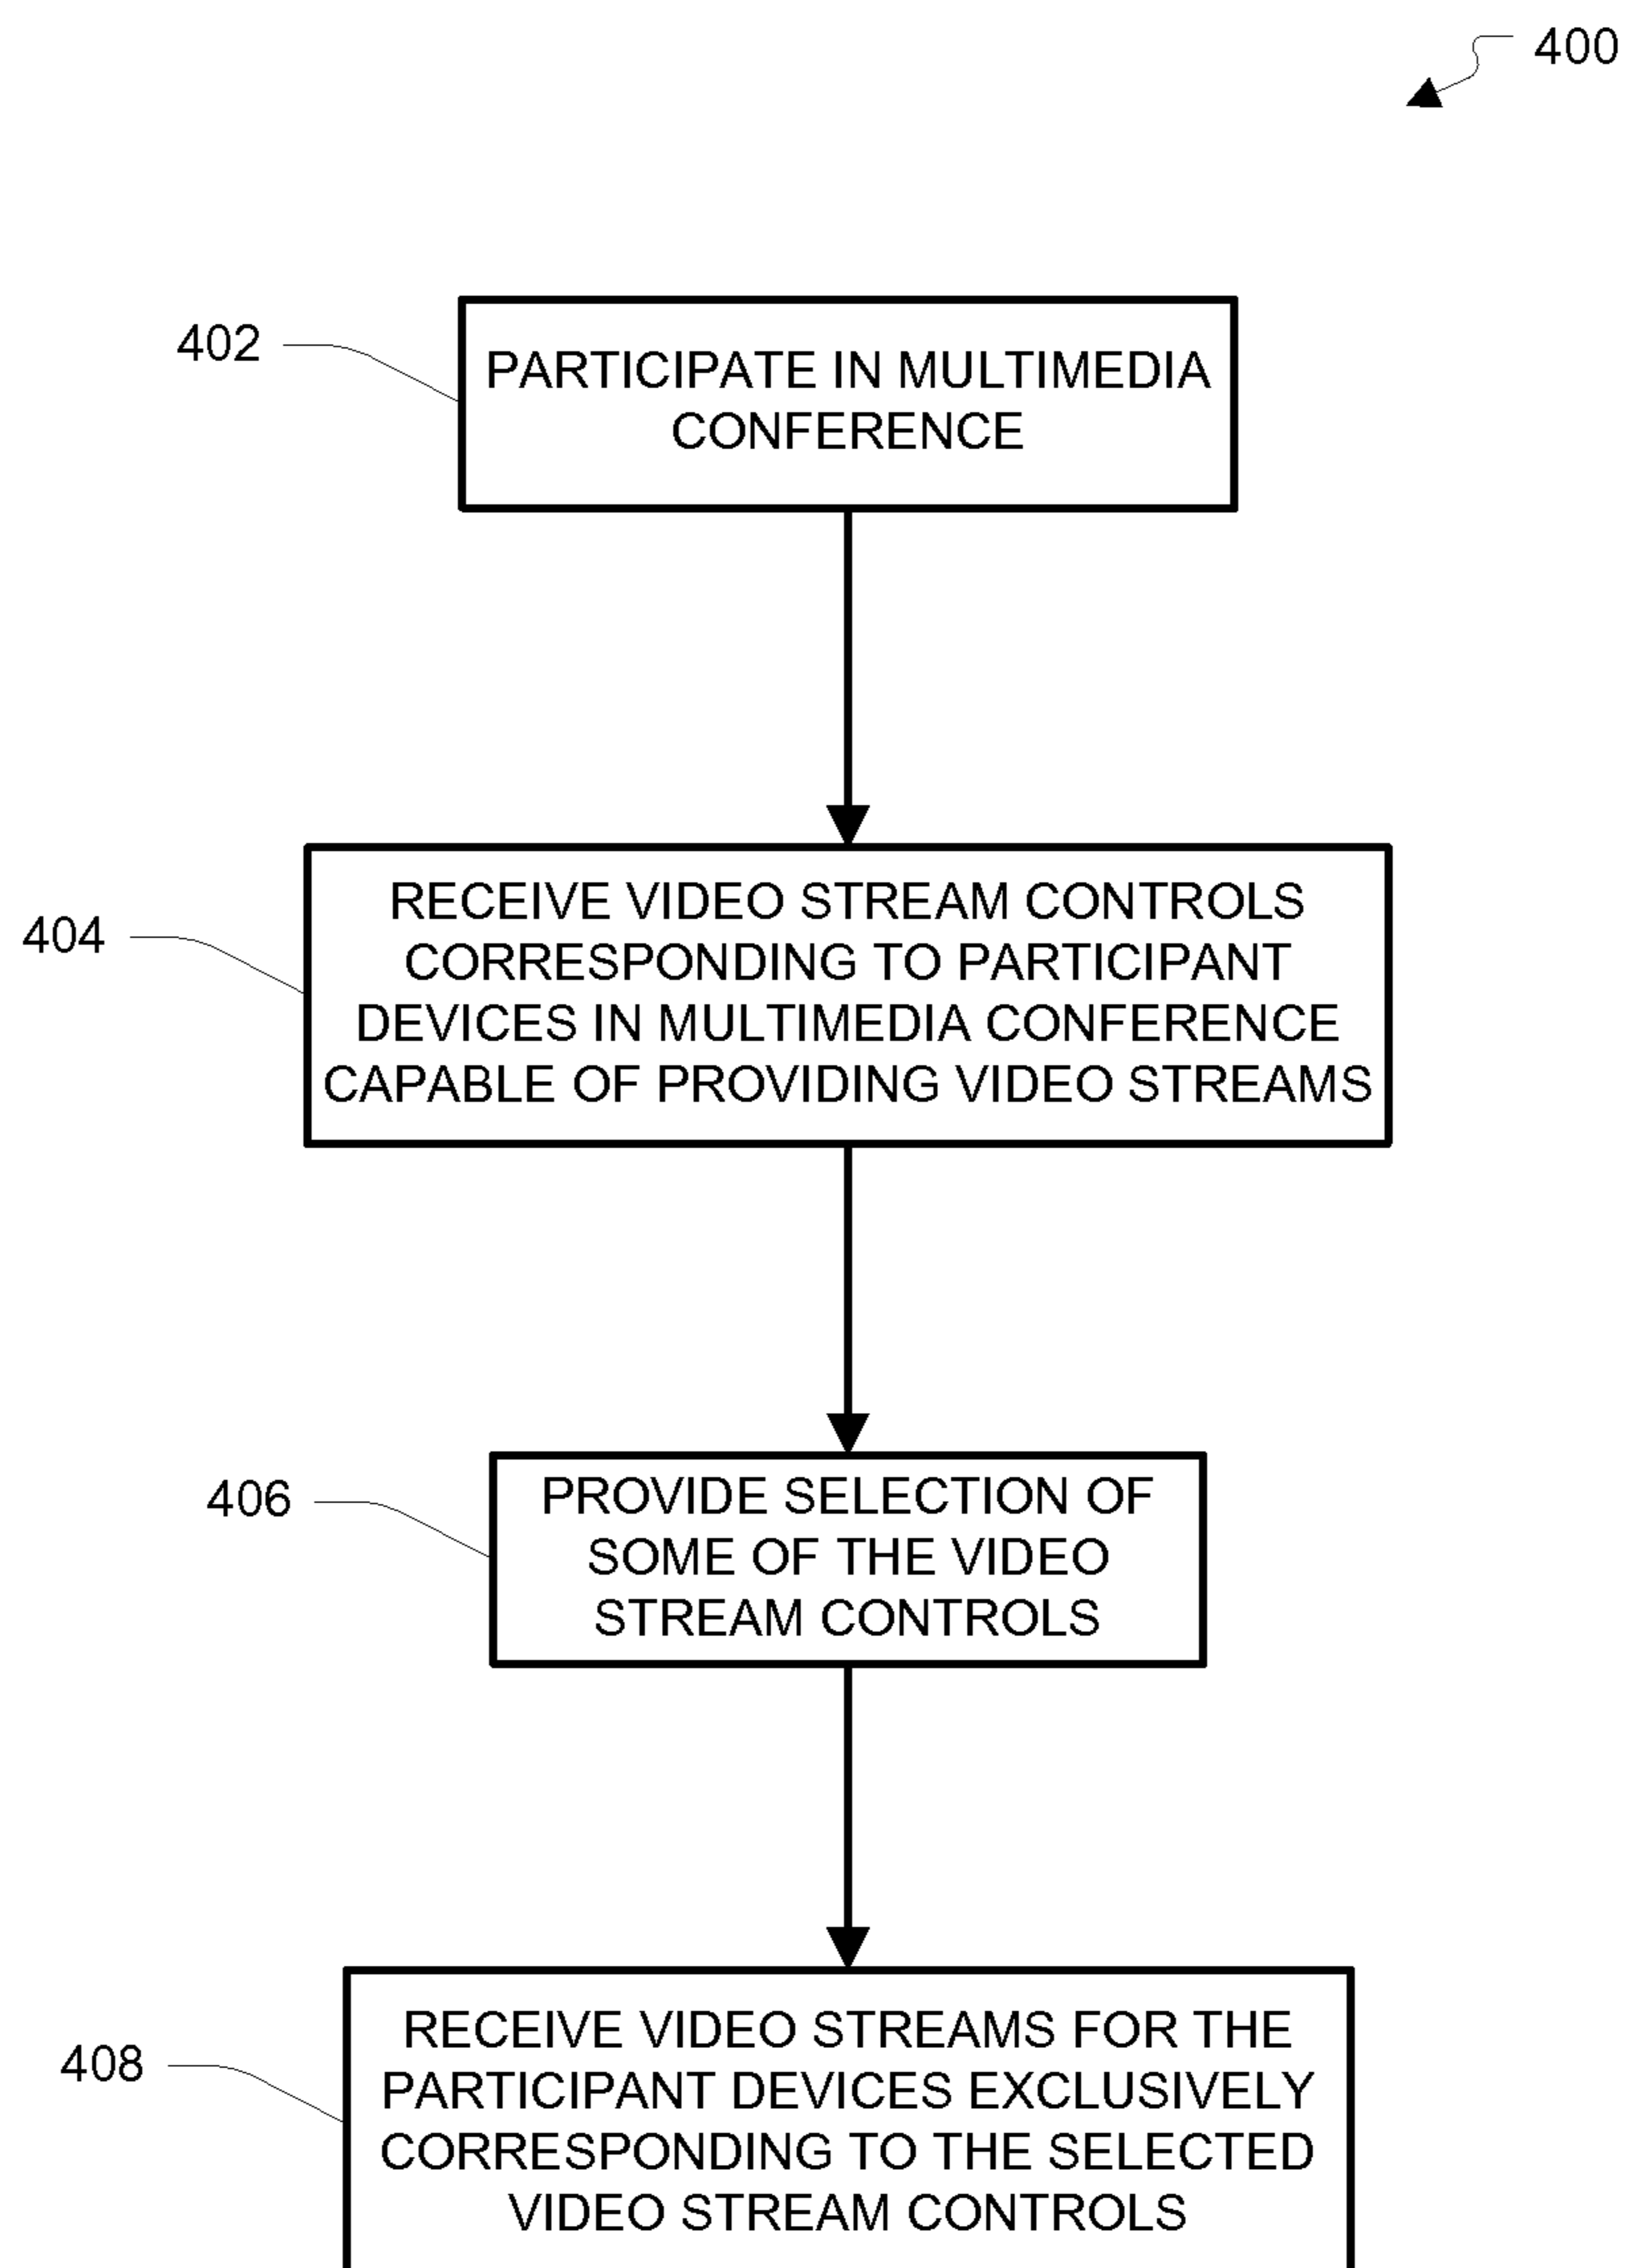 400
402
PARTICIPATE IN MULTIMEDIA
CONFERENCE
404
RECEIVE VIDEO STREAM CONTROLS
CORRESPONDING TO PARTICIPANT
DEVICES IN MULTIMEDIA CONFERENCE
CAPABLE OF PROVIDING VIDEO STREAMS
406
PROVIDE SELECTION OF
SOME OF THE VIDEO
STREAM CONTROLS
408
RECEIVE VIDEO STREAMS FOR THE
PARTICIPANT DEVICES EXCLUSIVELY
CORRESPONDING TO THE SELECTED
VIDEO STREAM CONTROLS